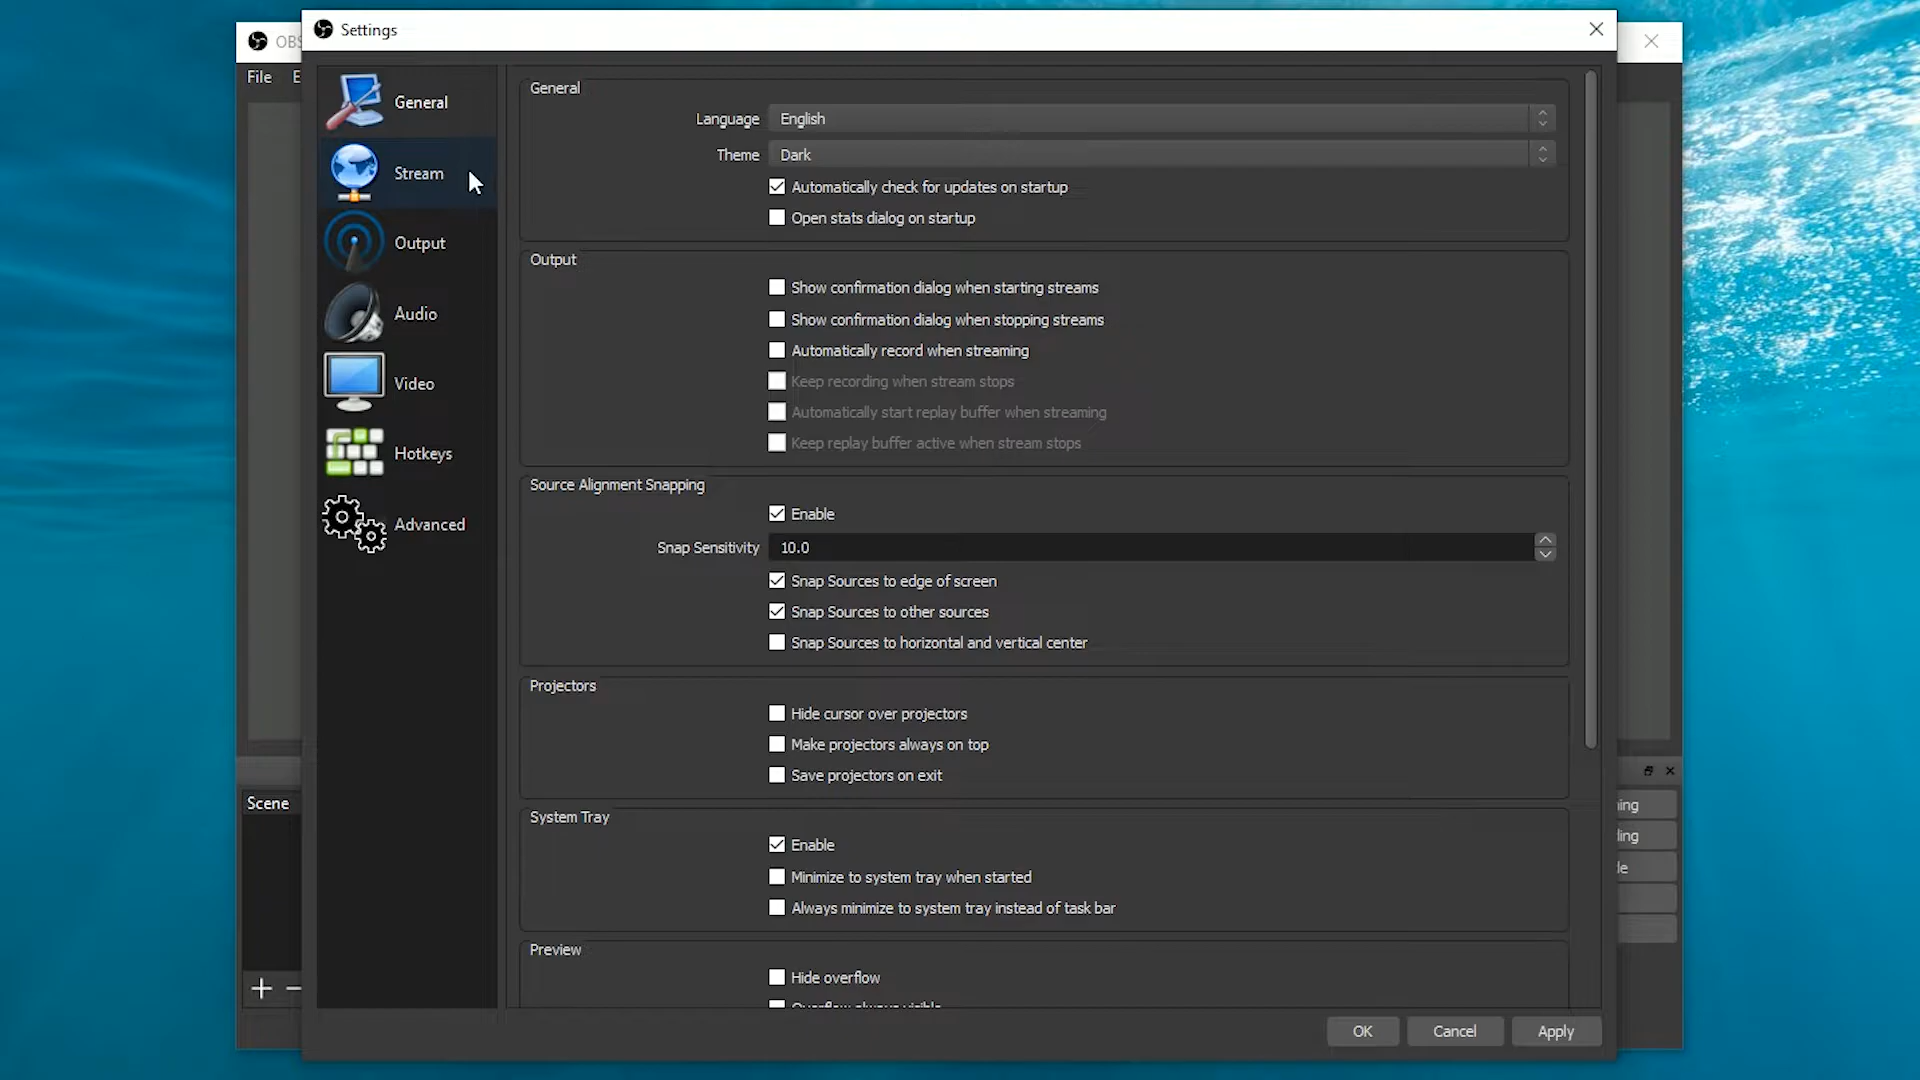 Settings
OBS
File
General
Stream
Output
Audio
Video
Hotkeys
Advanced
General
Language English
Theme Dark
Automatically check for updates on startup
Open stats dialog on startup
Output
Show confirmation dialog when starting streams
Show confirmation dialog when stopping streams
Automatically record when streaming
Keep recording when stream stops
Automatically start replay buffer when streaming
Keep replay buffer active when stream stops
Source Alignment Snapping
Enable
Snap Sensitivity 10.0
Snap Sources to edge of screen
Snap Sources to other sources
Snap Sources to horizontal and vertical center
Projectors
Hide cursor over projectors
Make projectors always on top
Save projectors on exit
System Tray
Enable
Minimize to system tray when started
Always minimize to system tray instead of task bar
Preview
Hide overflow
Overflow always visible
Scene
OK Cancel Apply